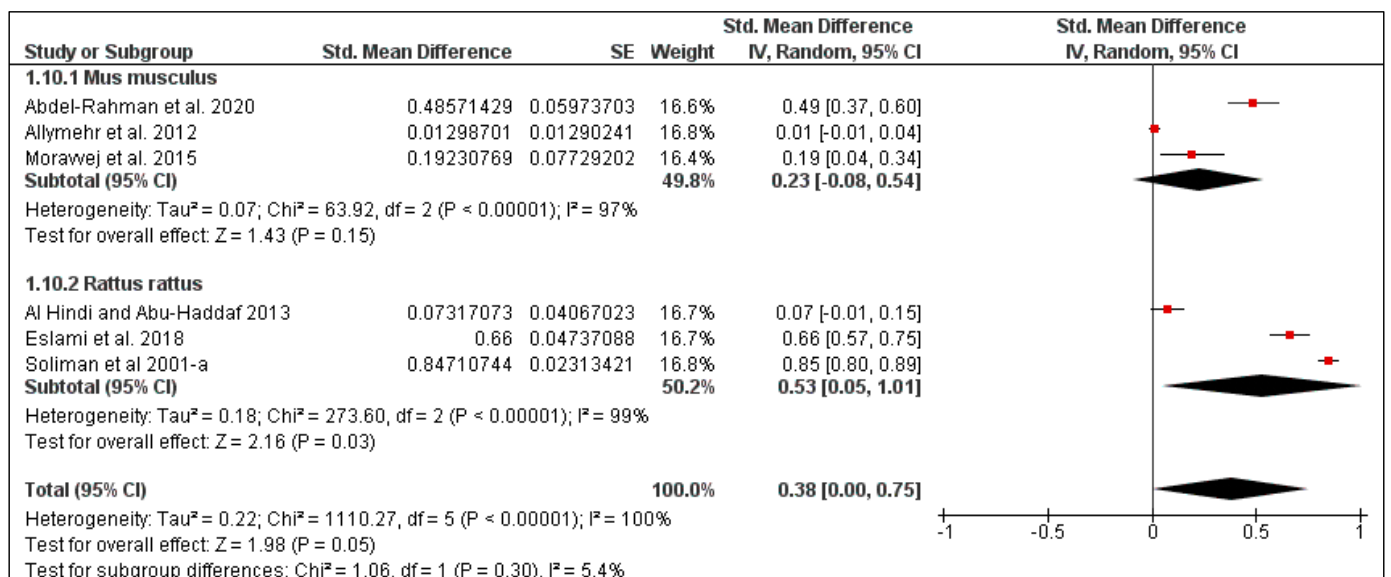 Std. Mean Difference Std. Mean Difference
Study or Subgroup Std. Mean Difference SE Weight IV, Random, 95% CI IV, Random, 95% CI
1.10.1 Mus musculus
Abdel-Rahman et al. 2020 0.48571429 0.05973703 16.6% 0.49 [0.37, 0.60]
Allymehr et al. 2012 0.01298701 0.01290241 16.8% 0.01 [-0.01, 0.04]
Moravvej et al. 2015 0.19230769 0.07729202 16.4% 0.19 [0.04, 0.34]
Subtotal (95% CI) 49.8% 0.23 [-0.08, 0.54]
Heterogeneity: Tau² = 0.07; Chi² = 63.92, df = 2 (P < 0.00001); I² = 97%
Test for overall effect: Z = 1.43 (P = 0.15)
1.10.2 Rattus rattus
Al Hindi and Abu-Haddaf 2013 0.07317073 0.04067023 16.7% 0.07 [-0.01, 0.15]
Eslami et al. 2018 0.66 0.04737088 16.7% 0.66 [0.57, 0.75]
Soliman et al 2001-a 0.84710744 0.02313421 16.8% 0.85 [0.80, 0.89]
Subtotal (95% CI) 50.2% 0.53 [0.05, 1.01]
Heterogeneity: Tau² = 0.18; Chi² = 273.60, df = 2 (P < 0.00001); I² = 99%
Test for overall effect: Z = 2.16 (P = 0.03)
Total (95% CI) 100.0% 0.38 [0.00, 0.75]
Heterogeneity: Tau² = 0.22; Chi² = 1110.27, df = 5 (P < 0.00001); I² = 100%
-1 -0.5 0 0.5 1
Test for overall effect: Z = 1.98 (P = 0.05)
Test for subgroup differences: Chi² = 1.06, df = 1 (P = 0.30), I² = 5.4%